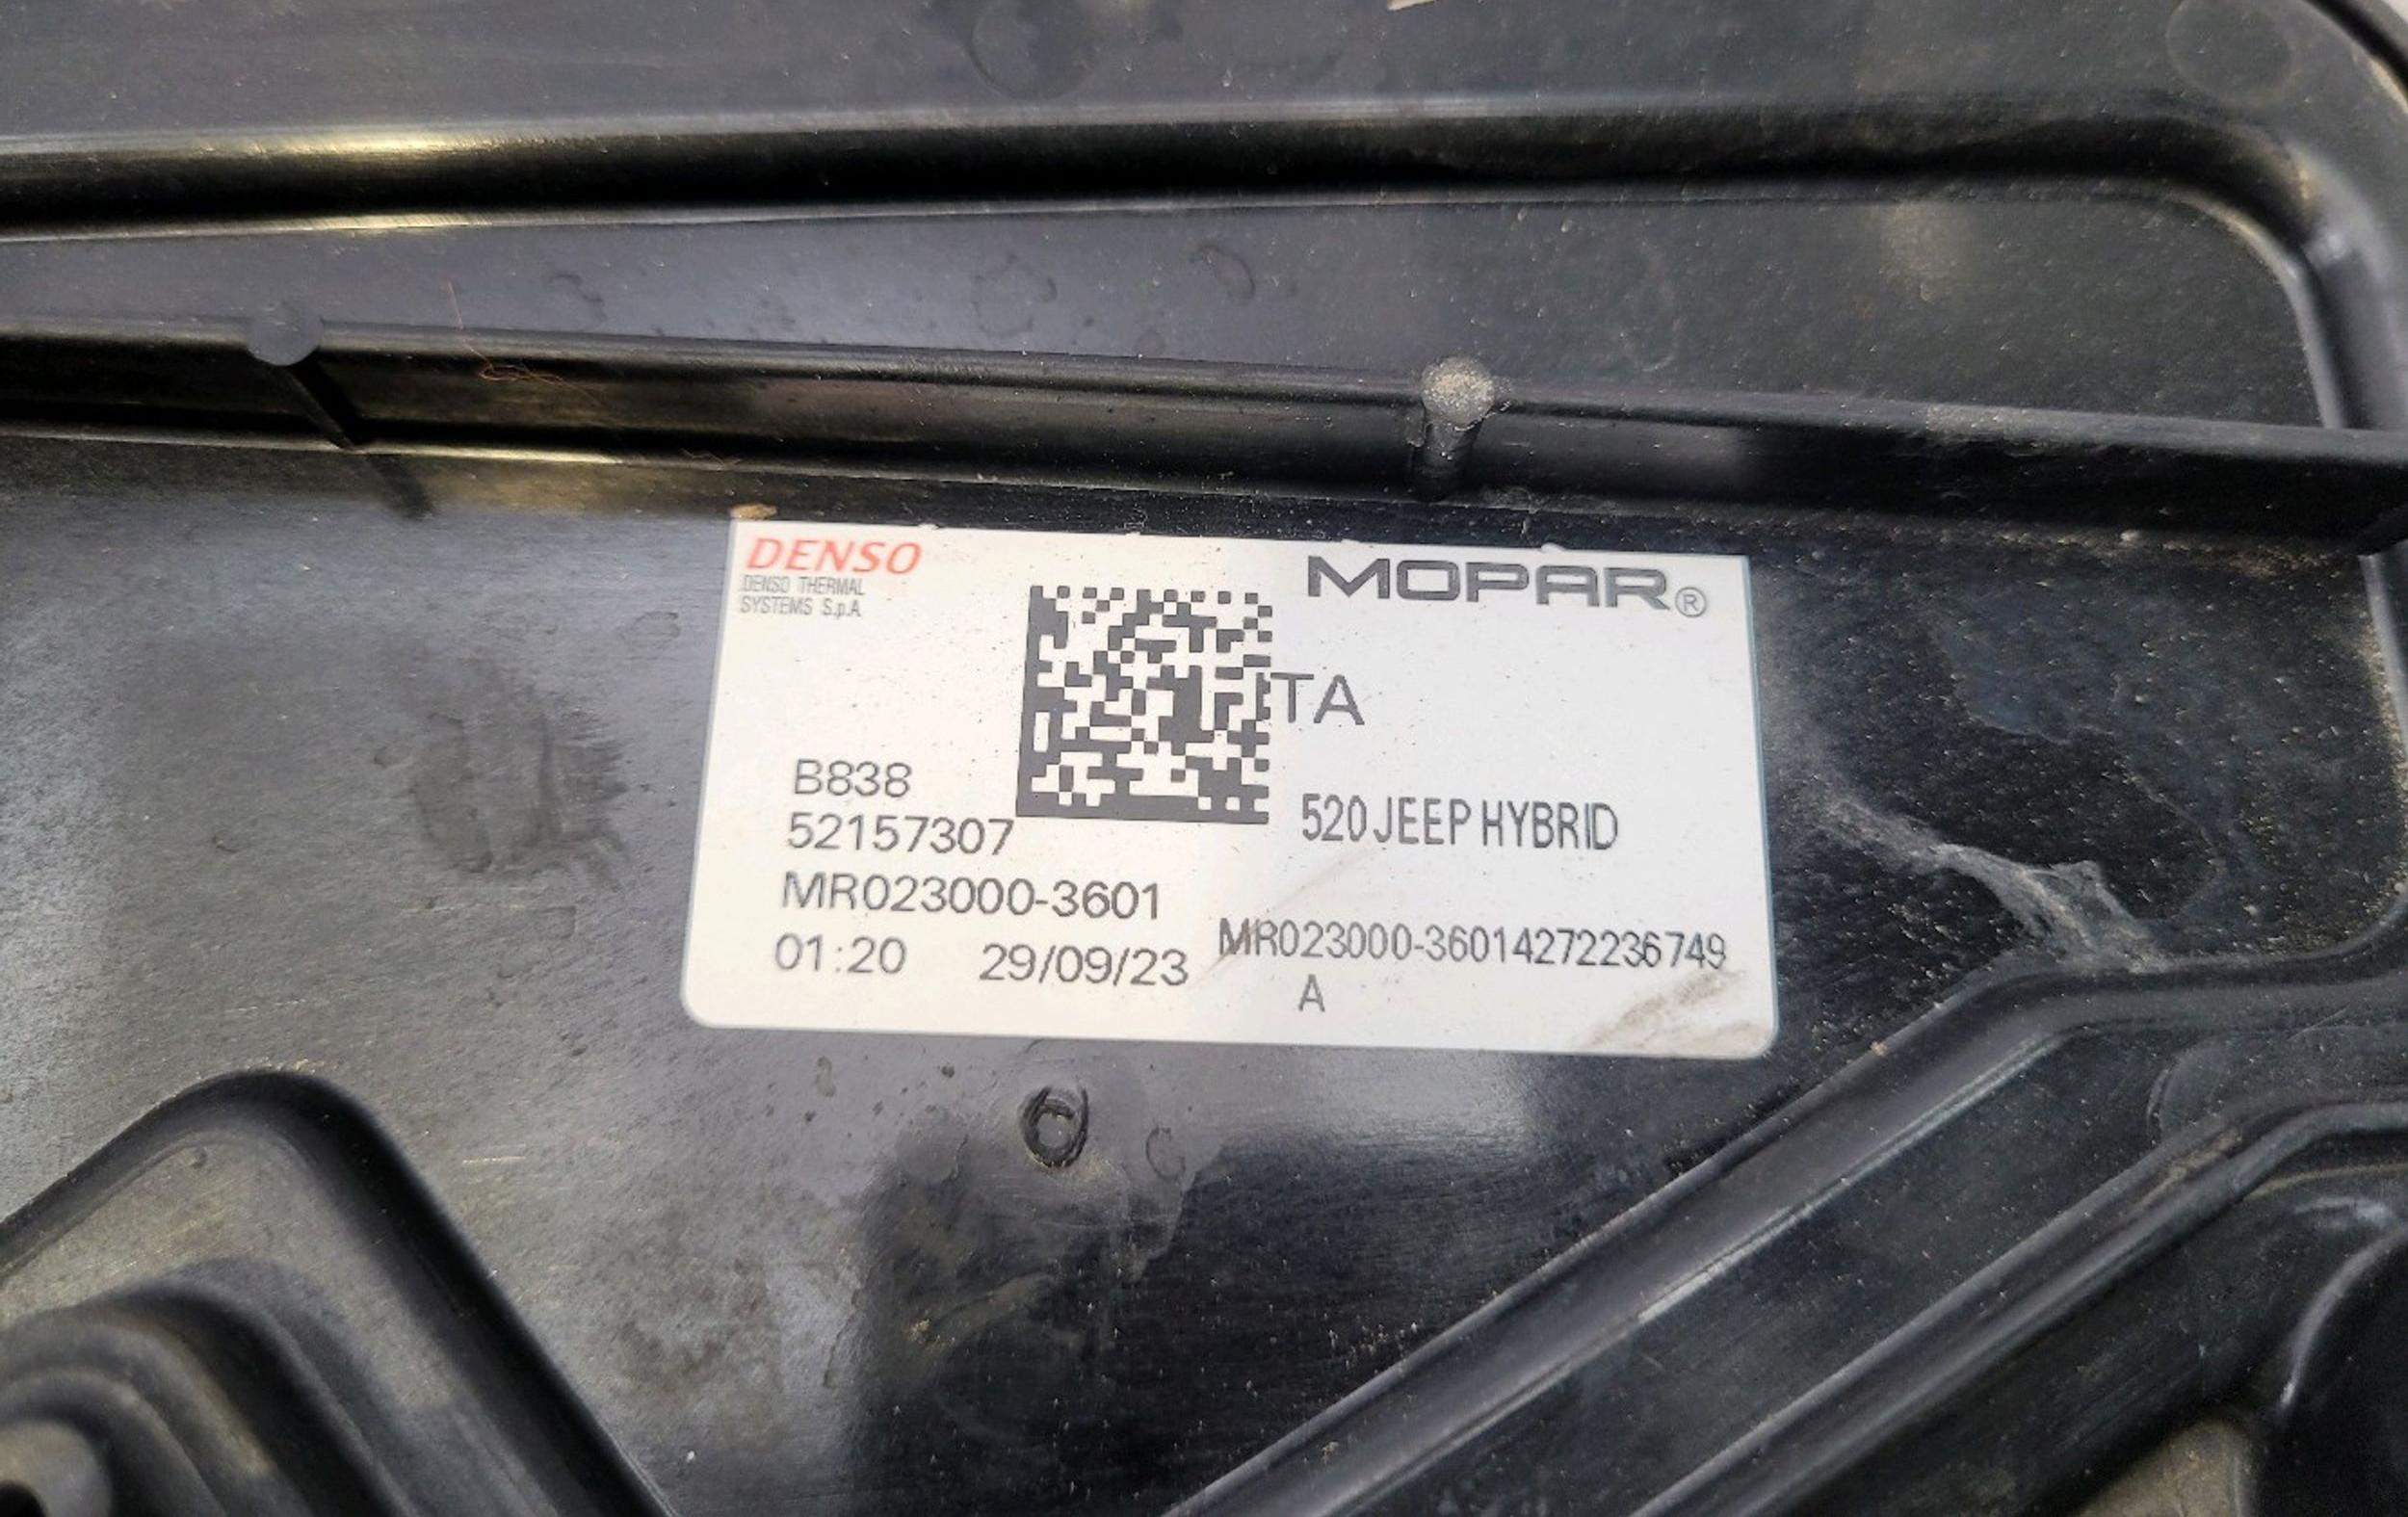 DENSO
DENSO THERMAL
SYSTEMS S.p.A.
MOPAR®
TA
B838
52157307
520 JEEP HYBRID
MR023000-3601
MR023000-36014272236749
01:20 29/09/23
A